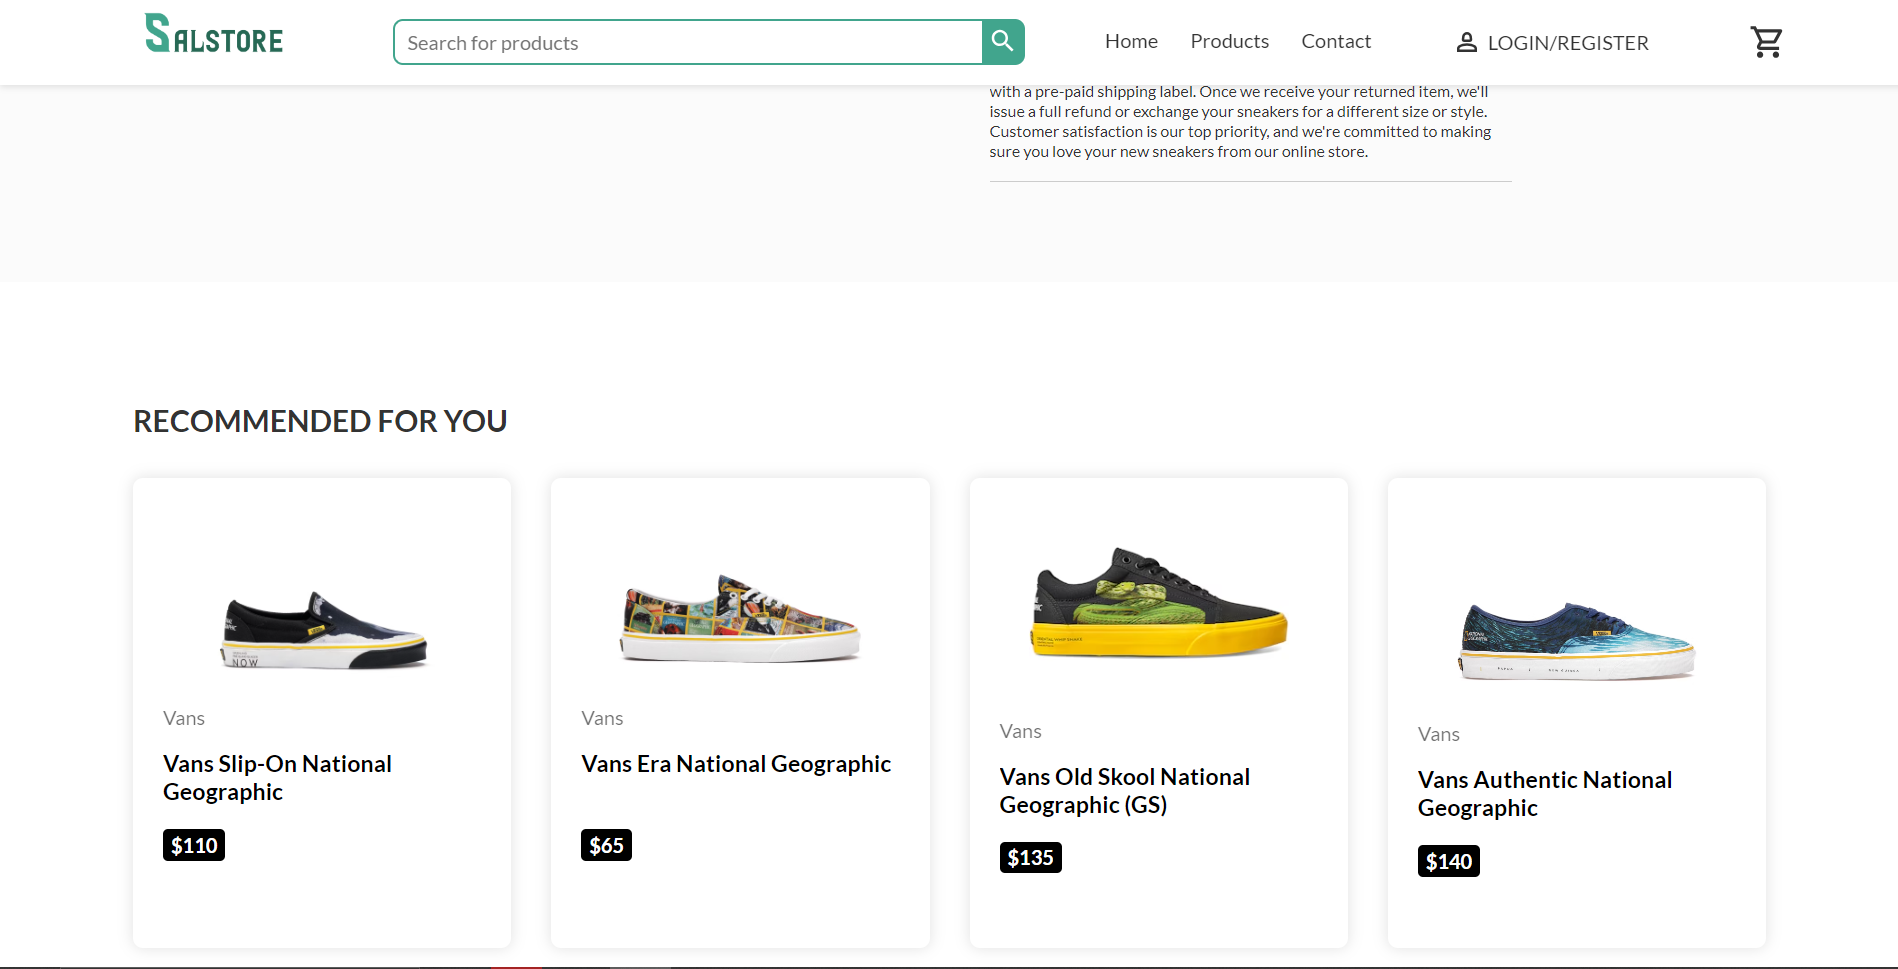 SALSTORE
Search for products
Home
Products
Contact
LOGIN/REGISTER
with a pre-paid shipping label. Once we receive your returned item, we'll
issue a full refund or exchange your sneakers for a different size or style.
Customer satisfaction is our top priority, and we're committed to making
sure you love your new sneakers from our online store.
RECOMMENDED FOR YOU
NOW
Vans
Vans Slip-On National
Geographic
$110
Vans
Vans Era National Geographic
$65
Vans
Vans Old Skool National
Geographic (GS)
$135
Vans
Vans Authentic National
Geographic
$140